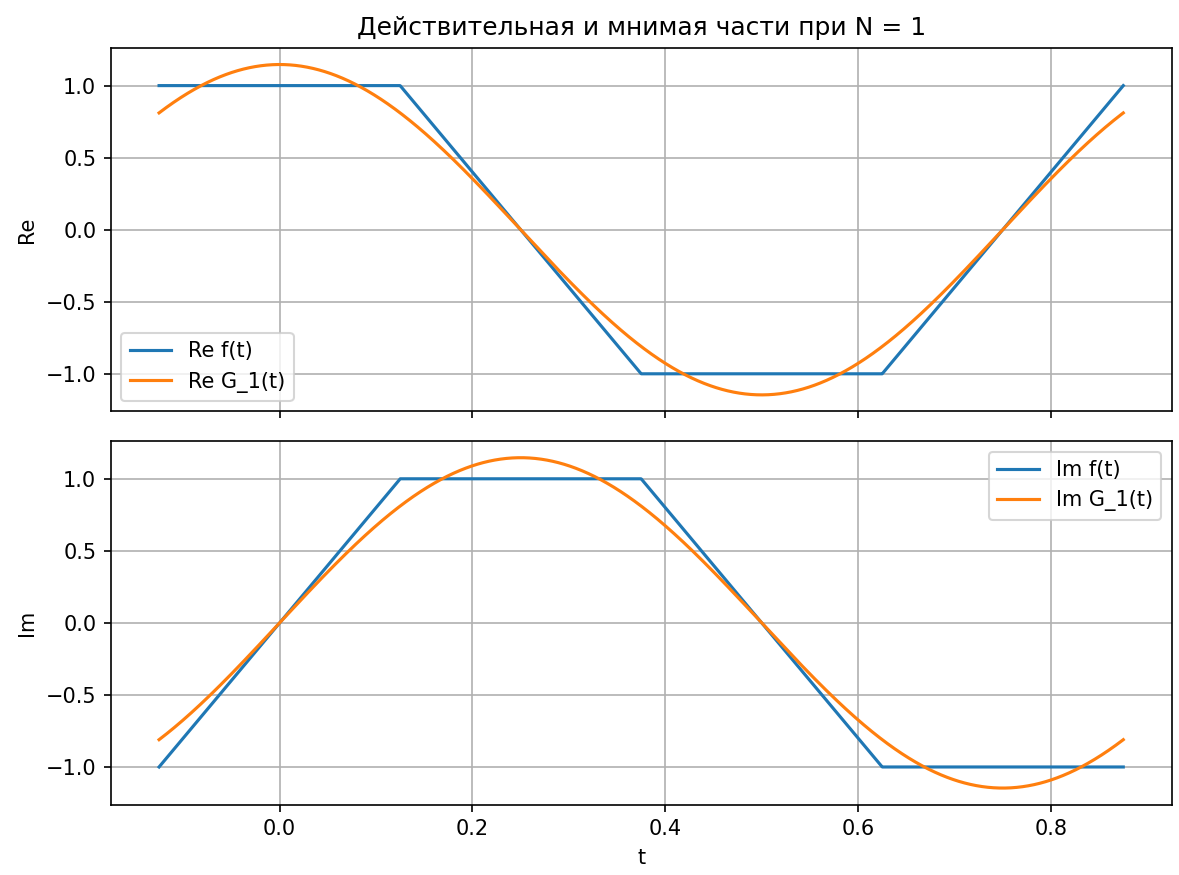 Действительная и мнимая части при N = 1
Re
1.0
0.5
0.0
−0.5
−1.0
Re f(t)
Re G_1(t)
Im
1.0
0.5
0.0
−0.5
−1.0
Im f(t)
Im G_1(t)
0.0 0.2 0.4 0.6 0.8
t